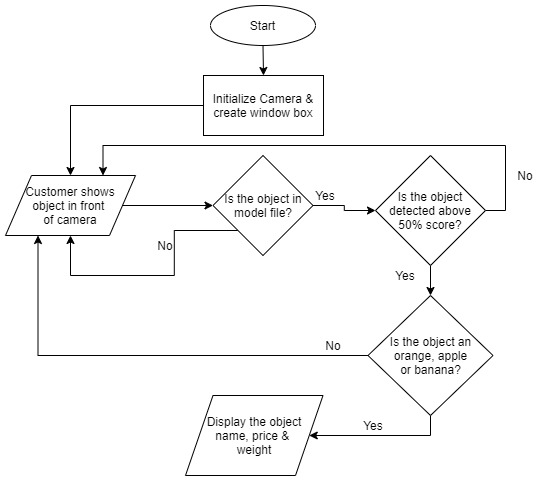 Start
Initialize Camera &
create window box
Customer shows
object in front
of camera
Is the object in
model file?
Yes
No
Is the object
detected above
50% score?
No
Yes
Is the object an
orange, apple
or banana?
No
Yes
Display the object
name, price &
weight